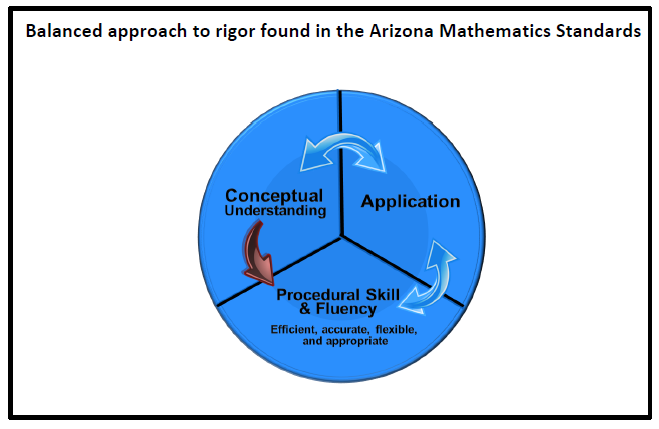 Balanced approach to rigor found in the Arizona Mathematics Standards
Conceptual
Understanding
Application
Procedural Skill
& Fluency
Efficient, accurate, flexible,
and appropriate